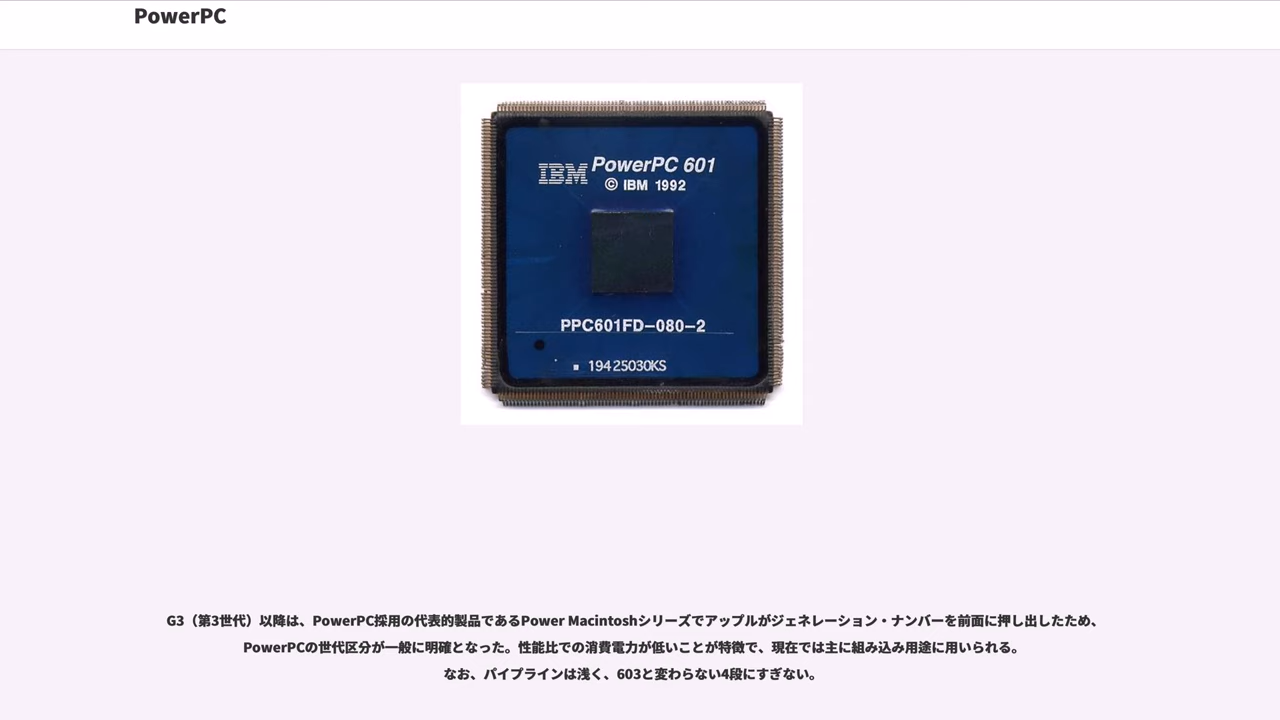 PowerPC
IBM PowerPC 601
© IBM 1992
PPC601FD-080-2
19425030KS
G3（第3世代）以降は、PowerPC採用の代表的製品であるPower Macintoshシリーズでアップルがジェネレーション・ナンバーを前面に押し出したため、
PowerPCの世代区分が一般に明確となった。性能比での消費電力が低いことが特徴で、現在では主に組み込み用途に用いられる。
なお、パイプラインは浅く、603と変わらない4段にすぎない。